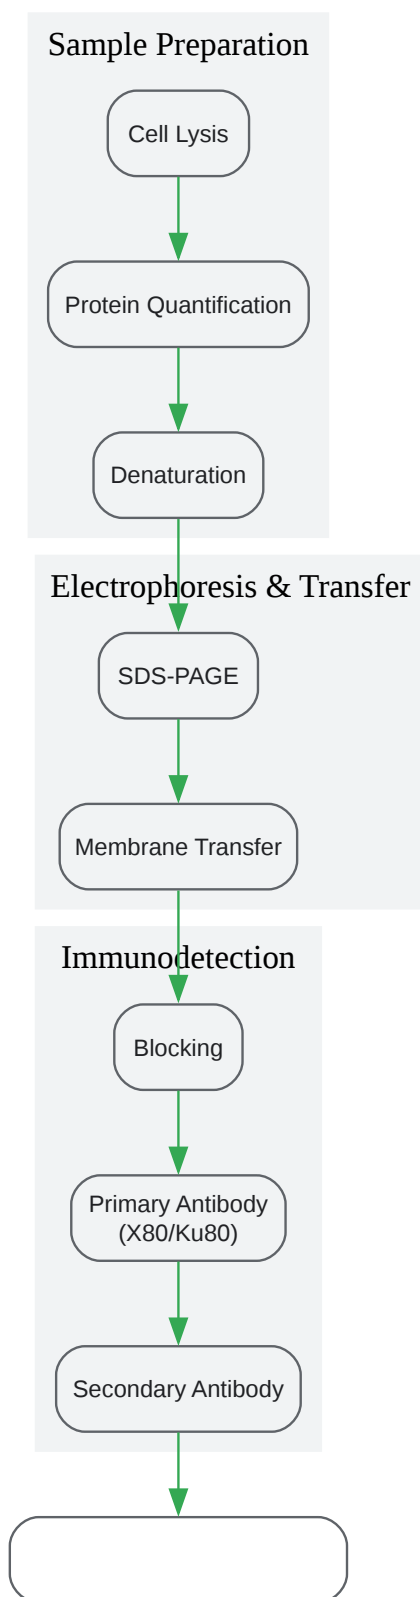 Sample Preparation
Cell Lysis
Protein Quantification
Denaturation
Electrophoresis & Transfer
SDS-PAGE
Membrane Transfer
Immunodetection
Blocking
Primary Antibody
(X80/Ku80)
Secondary Antibody